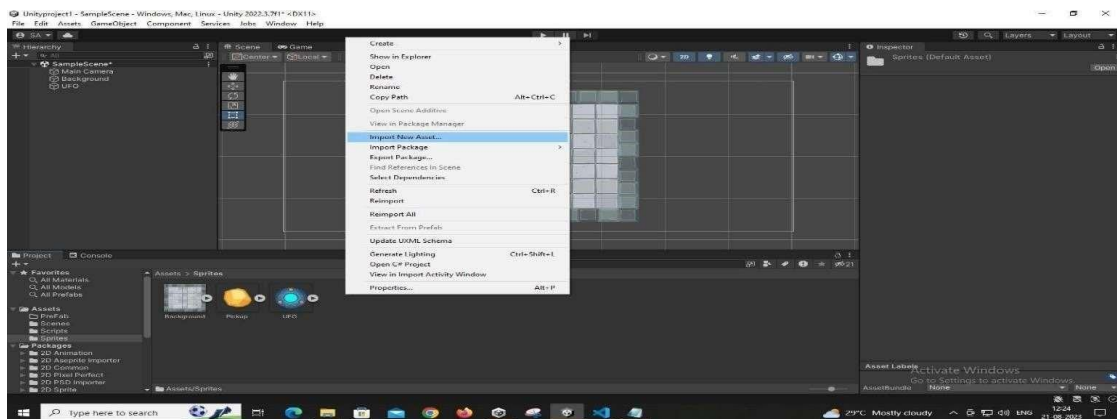 Unityproject1 - SampleScene - Windows, Mac, Linux - Unity 2022.3.7f1* <DX11>
File Edit Assets GameObject Component Services Jobs Window Help
SA
Layers
Layout
Hierarchy
Scene
Game
Inspector
Center
Local
2D
SampleScene*
Main Camera
Background
UFO
Sprites (Default Asset)
Open
Create
Show in Explorer
Open
Delete
Rename
Copy Path Alt+Ctrl+C
Open Scene Additive
View in Package Manager
Import New Asset...
Import Package
Export Package...
Find References In Scene
Select Dependencies
Refresh Ctrl+R
Reimport
Reimport All
Extract From Prefab
Update UXML Schema
Generate Lighting Ctrl+Shift+L
Open C# Project
View in Import Activity Window
Properties... Alt+P
Project
Console
Favorites
All Materials
All Models
All Prefabs
Assets
PreFab
Scenes
Scripts
Sprites
Packages
2D Animation
2D Aseprite Importer
2D Common
2D Pixel Perfect
2D PSD Importer
2D Sprite
Assets > Sprites
21
Background
Pickup
UFO
Assets/Sprites
Asset Labels
Activate Windows
Go to Settings to activate Windows.
AssetBundle None None
Type here to search
29°C Mostly cloudy
ENG
12:24
21-08-2023